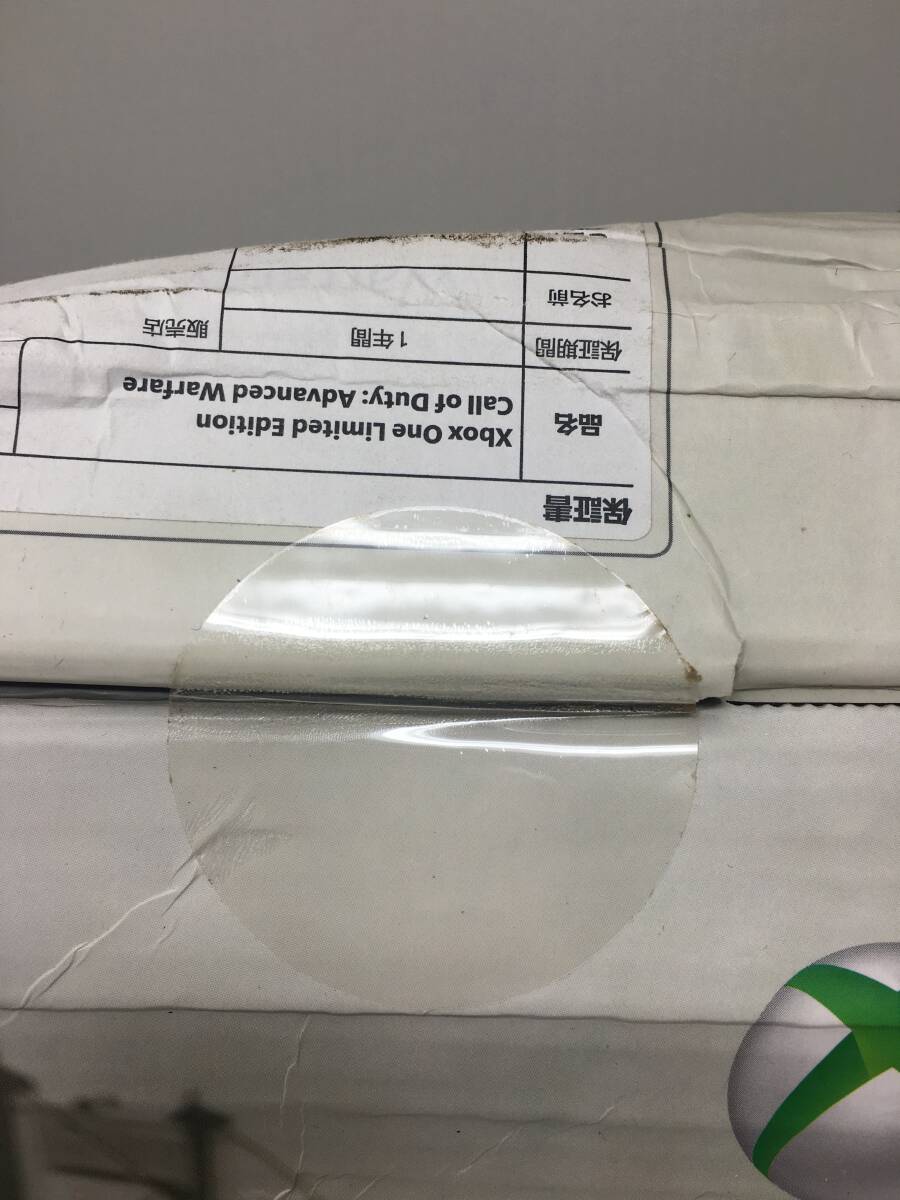 保証書
品名
Xbox One Limited Edition
Call of Duty: Advanced Warfare
保証期間
1年間
販売店
お名前